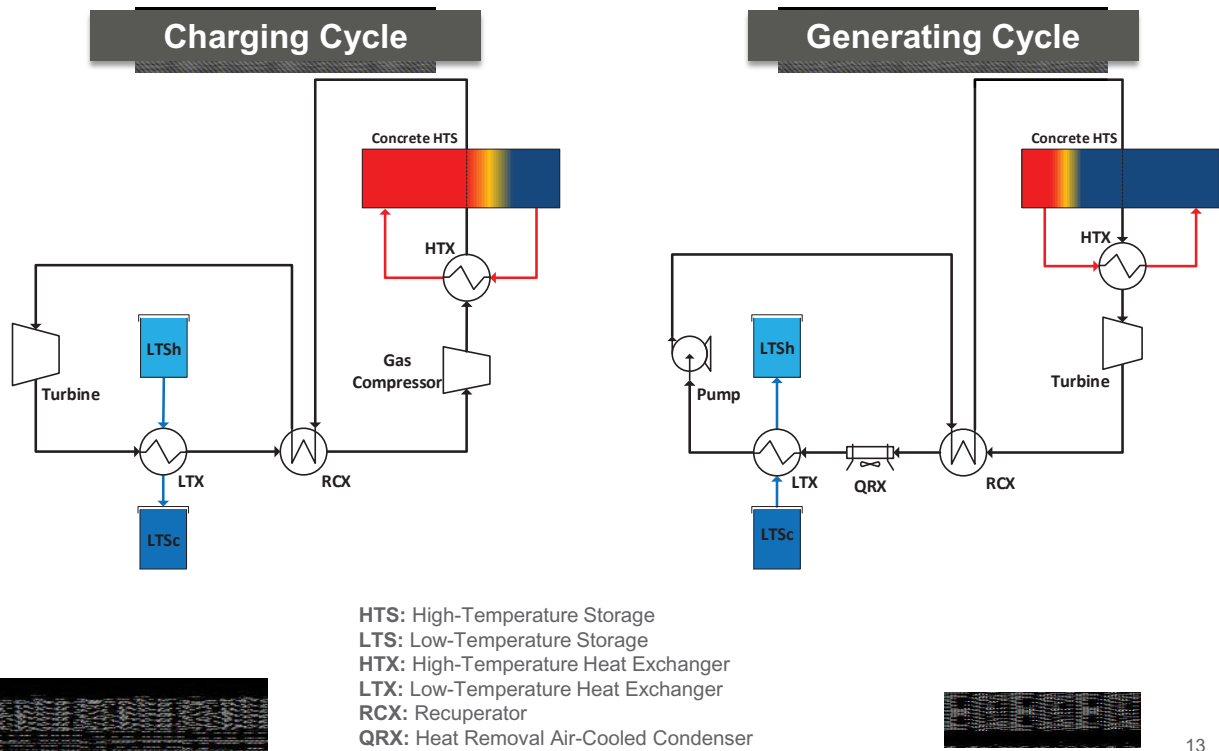 Charging Cycle
Concrete HTS
HTX
LTSh
Gas
Compressor
Turbine
LTX
RCX
LTSc
Generating Cycle
Concrete HTS
HTX
LTSh
Turbine
Pump
LTX
QRX
RCX
LTSc
HTS: High-Temperature Storage
LTS: Low-Temperature Storage
HTX: High-Temperature Heat Exchanger
LTX: Low-Temperature Heat Exchanger
RCX: Recuperator
QRX: Heat Removal Air-Cooled Condenser
13